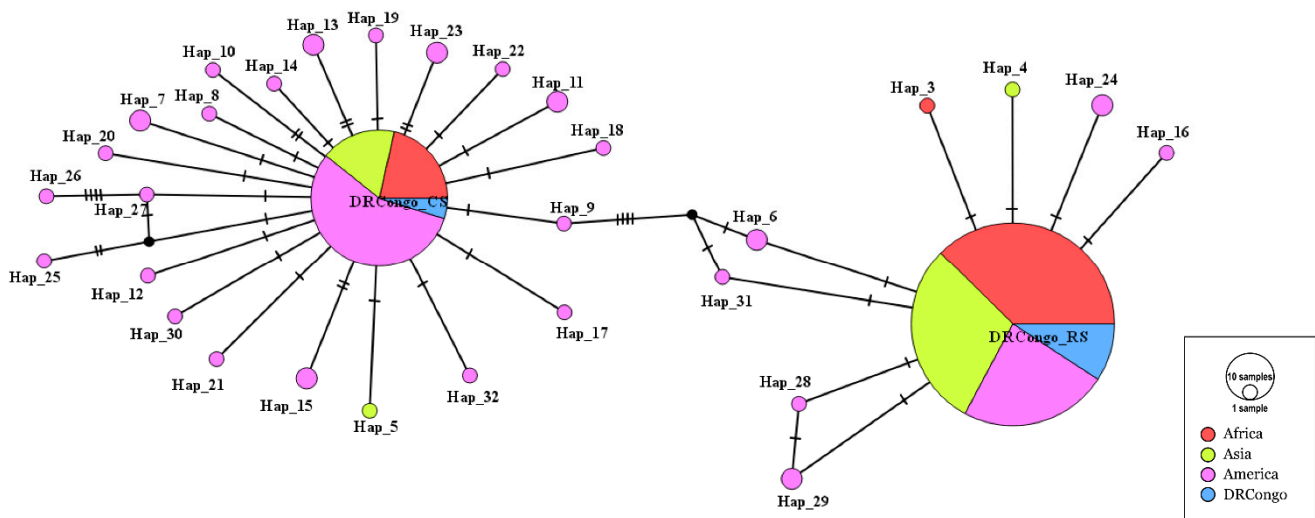 Hap_13
Hap_19
Hap_23
Hap_10
Hap_14
Hap_22
Hap_7
Hap_8
Hap_11
Hap_20
Hap_18
Hap_26
Hap_27
DRCongo_CS
Hap_9
Hap_25
Hap_12
Hap_30
Hap_21
Hap_15
Hap_5
Hap_32
Hap_17
Hap_6
Hap_31
Hap_3
Hap_4
Hap_24
Hap_16
DRCongo_RS
Hap_28
Hap_29
10 samples
1 sample
Africa
Asia
America
DRCongo